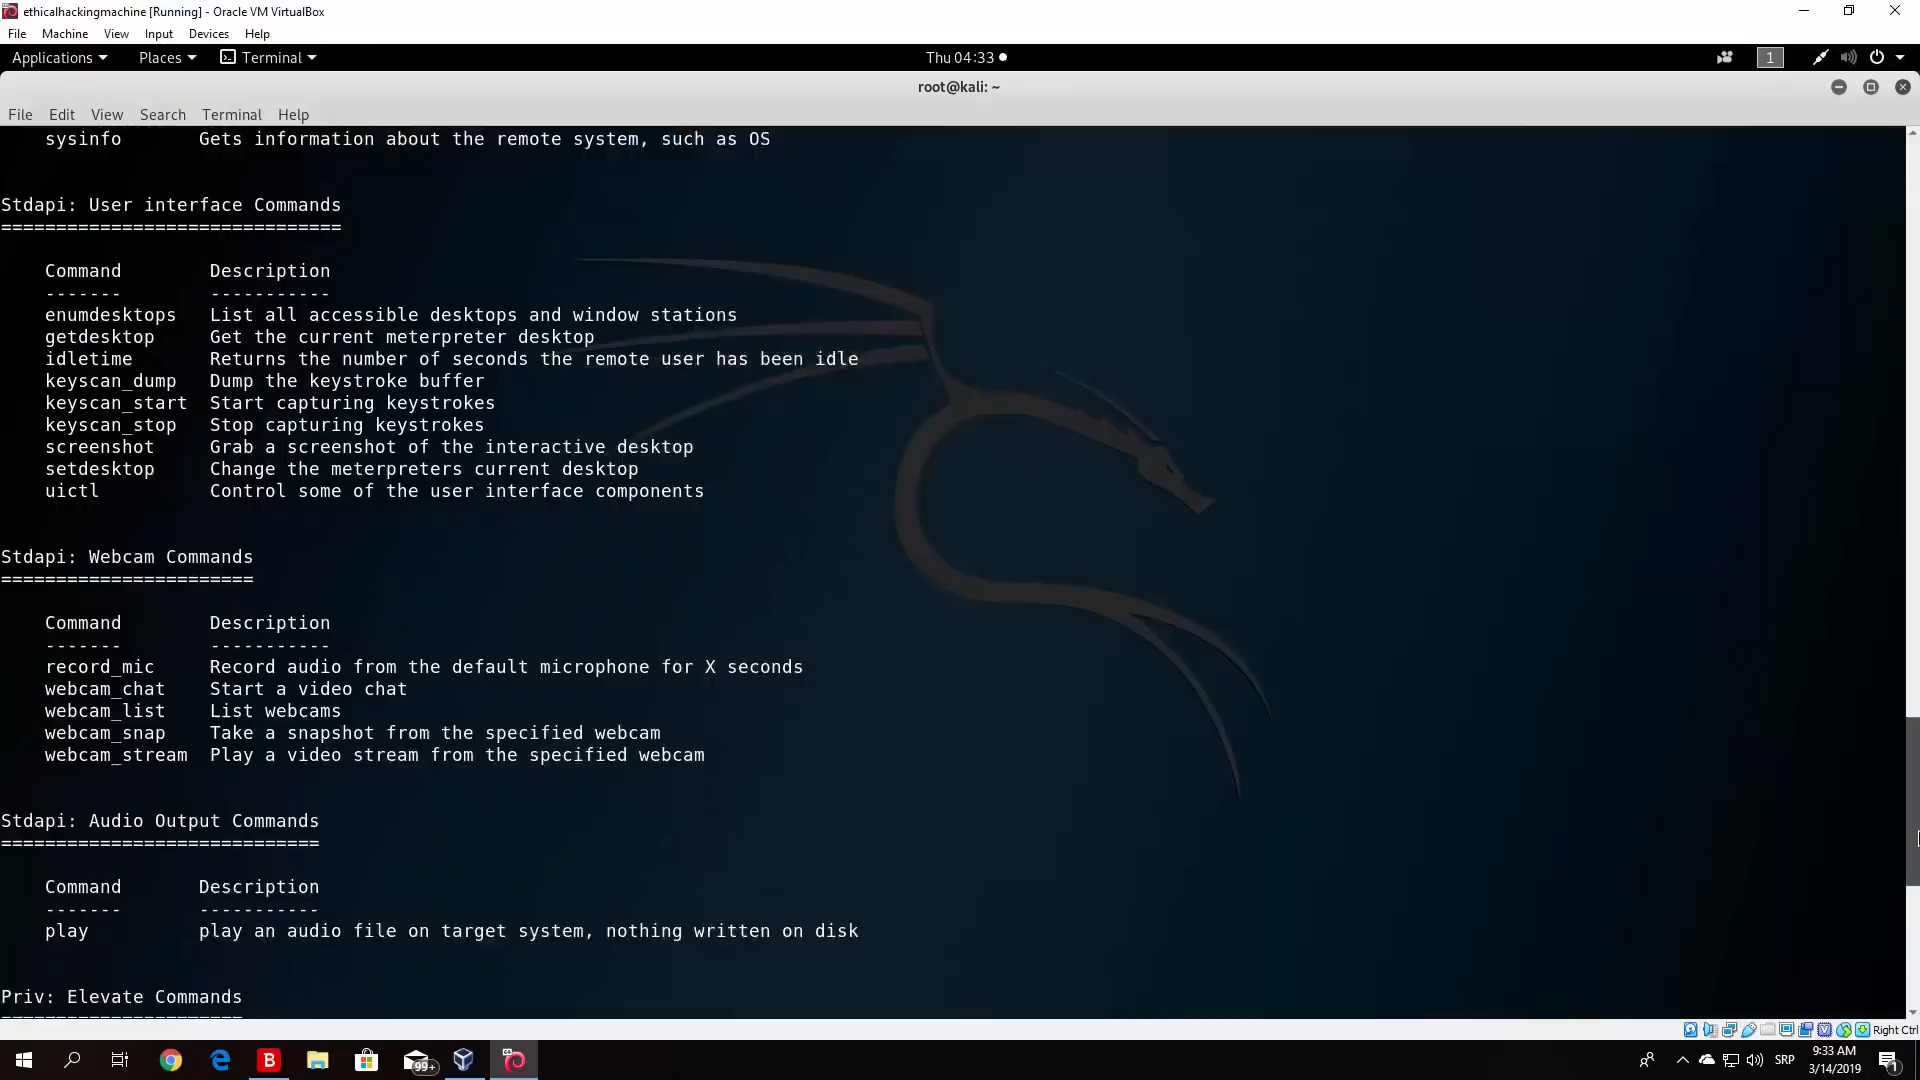 ethicalhackingmachine [Running] - Oracle VM VirtualBox
File Machine View Input Devices Help
Applications Places Terminal Thu 04:33 1
root@kali: ~
File Edit View Search Terminal Help
sysinfo Gets information about the remote system, such as OS
Stdapi: User interface Commands
===============================
Command Description
------- -----------
enumdesktops List all accessible desktops and window stations
getdesktop Get the current meterpreter desktop
idletime Returns the number of seconds the remote user has been idle
keyscan_dump Dump the keystroke buffer
keyscan_start Start capturing keystrokes
keyscan_stop Stop capturing keystrokes
screenshot Grab a screenshot of the interactive desktop
setdesktop Change the meterpreters current desktop
uictl Control some of the user interface components
Stdapi: Webcam Commands
=======================
Command Description
------- -----------
record_mic Record audio from the default microphone for X seconds
webcam_chat Start a video chat
webcam_list List webcams
webcam_snap Take a snapshot from the specified webcam
webcam_stream Play a video stream from the specified webcam
Stdapi: Audio Output Commands
=============================
Command Description
------- -----------
play play an audio file on target system, nothing written on disk
Priv: Elevate Commands
======================
Right Ctrl
B 99+ 64 SRP 9:33 AM 1
3/14/2019